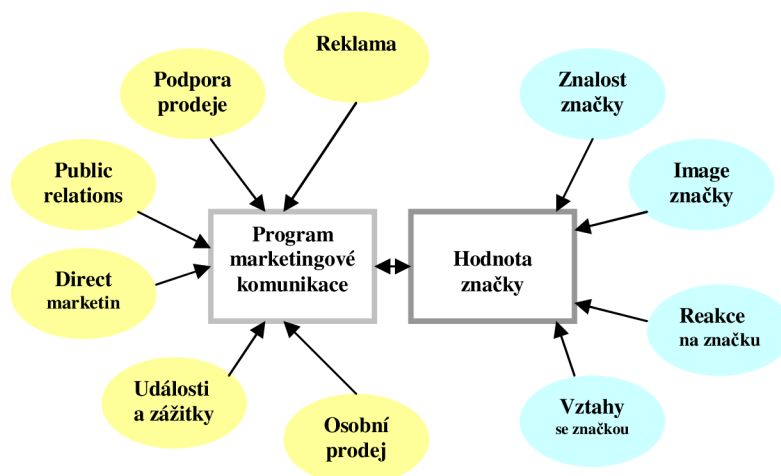 Reklama
Podpora
prodeje
Public
relations
Direct
marketin
Události
a zážitky
Osobní
prodej
Program
marketingové
komunikace
Hodnota
značky
Znalost
značky
Image
značky
Reakce
na značku
Vztahy
se značkou